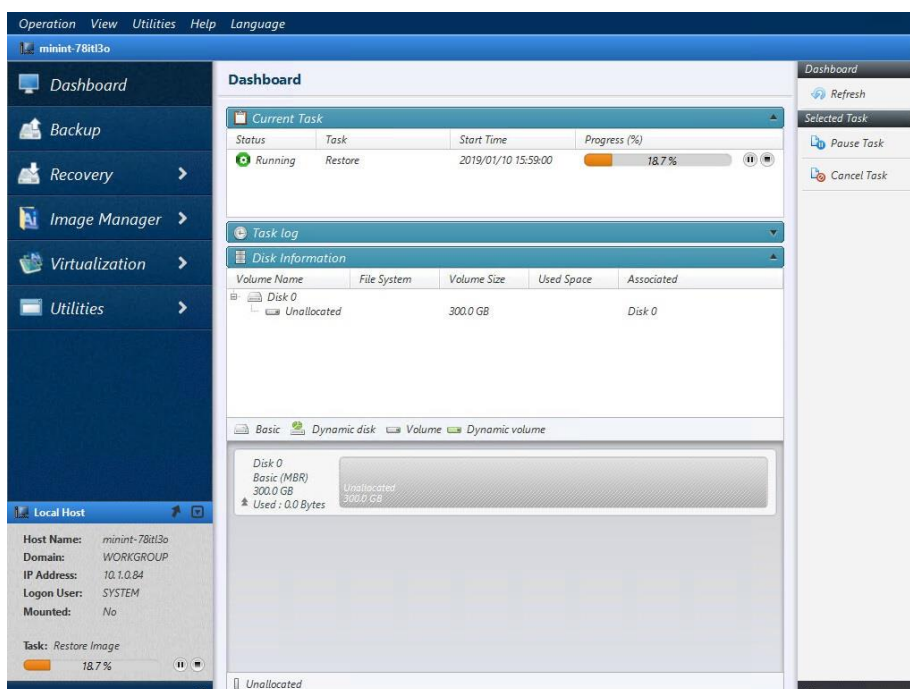 Operation View Utilities Help Language
minint-78itl3o
Dashboard
Backup
Recovery
Image Manager
Virtualization
Utilities
Local Host
Host Name: minint-78itl3o
Domain: WORKGROUP
IP Address: 10.1.0.84
Logon User: SYSTEM
Mounted: No
Task: Restore Image
18.7 %
Dashboard
Current Task
Status Task Start Time Progress (%)
Running Restore 2019/01/10 15:59:00 18.7 %
Task log
Disk Information
Volume Name File System Volume Size Used Space Associated
Disk 0
Unallocated 300.0 GB Disk 0
Basic Dynamic disk Volume Dynamic volume
Disk 0
Basic (MBR)
300.0 GB
Used : 0.0 Bytes
Unallocated
300.0 GB
Unallocated
Dashboard
Refresh
Selected Task
Pause Task
Cancel Task